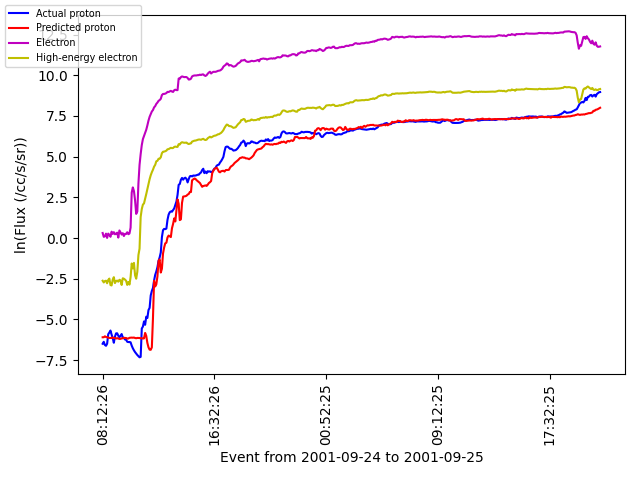 Actual proton
Predicted proton
Electron
High-energy electron
12.5
10.0
7.5
5.0
2.5
0.0
−2.5
−5.0
−7.5
ln(Flux (/cc/s/sr))
08:12:26
16:32:26
00:52:25
09:12:25
17:32:25
Event from 2001-09-24 to 2001-09-25